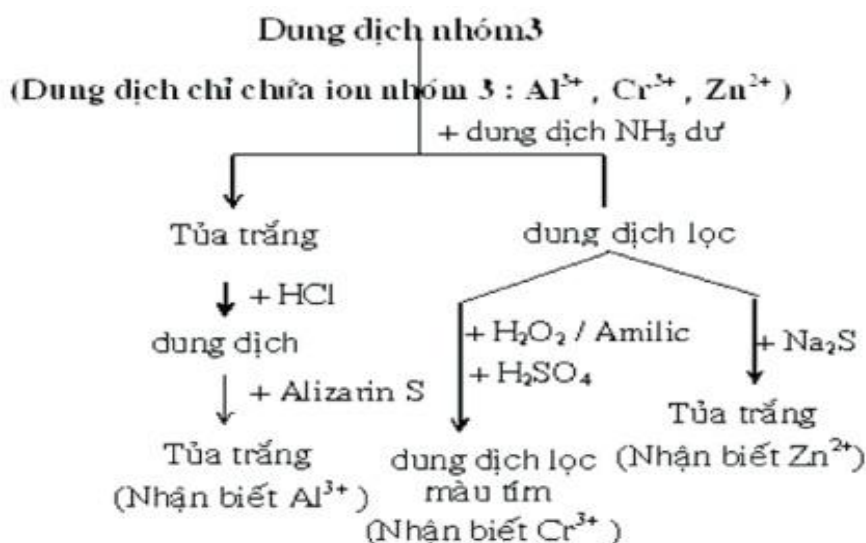 Dung dịch nhóm3
(Dung dịch chỉ chứa ion nhóm 3 : Al³⁺ , Cr³⁺ , Zn²⁺ )
+ dung dịch NH₃ dư
Tủa trắng
dung dịch lọc
+ HCl
dung dịch
+ Alizarin S
Tủa trắng
(Nhận biết Al³⁺ )
+ H₂O₂ / Amilic
+ H₂SO₄
dung dịch lọc
màu tím
(Nhận biết Cr³⁺ )
+ Na₂S
Tủa trắng
(Nhận biết Zn²⁺)